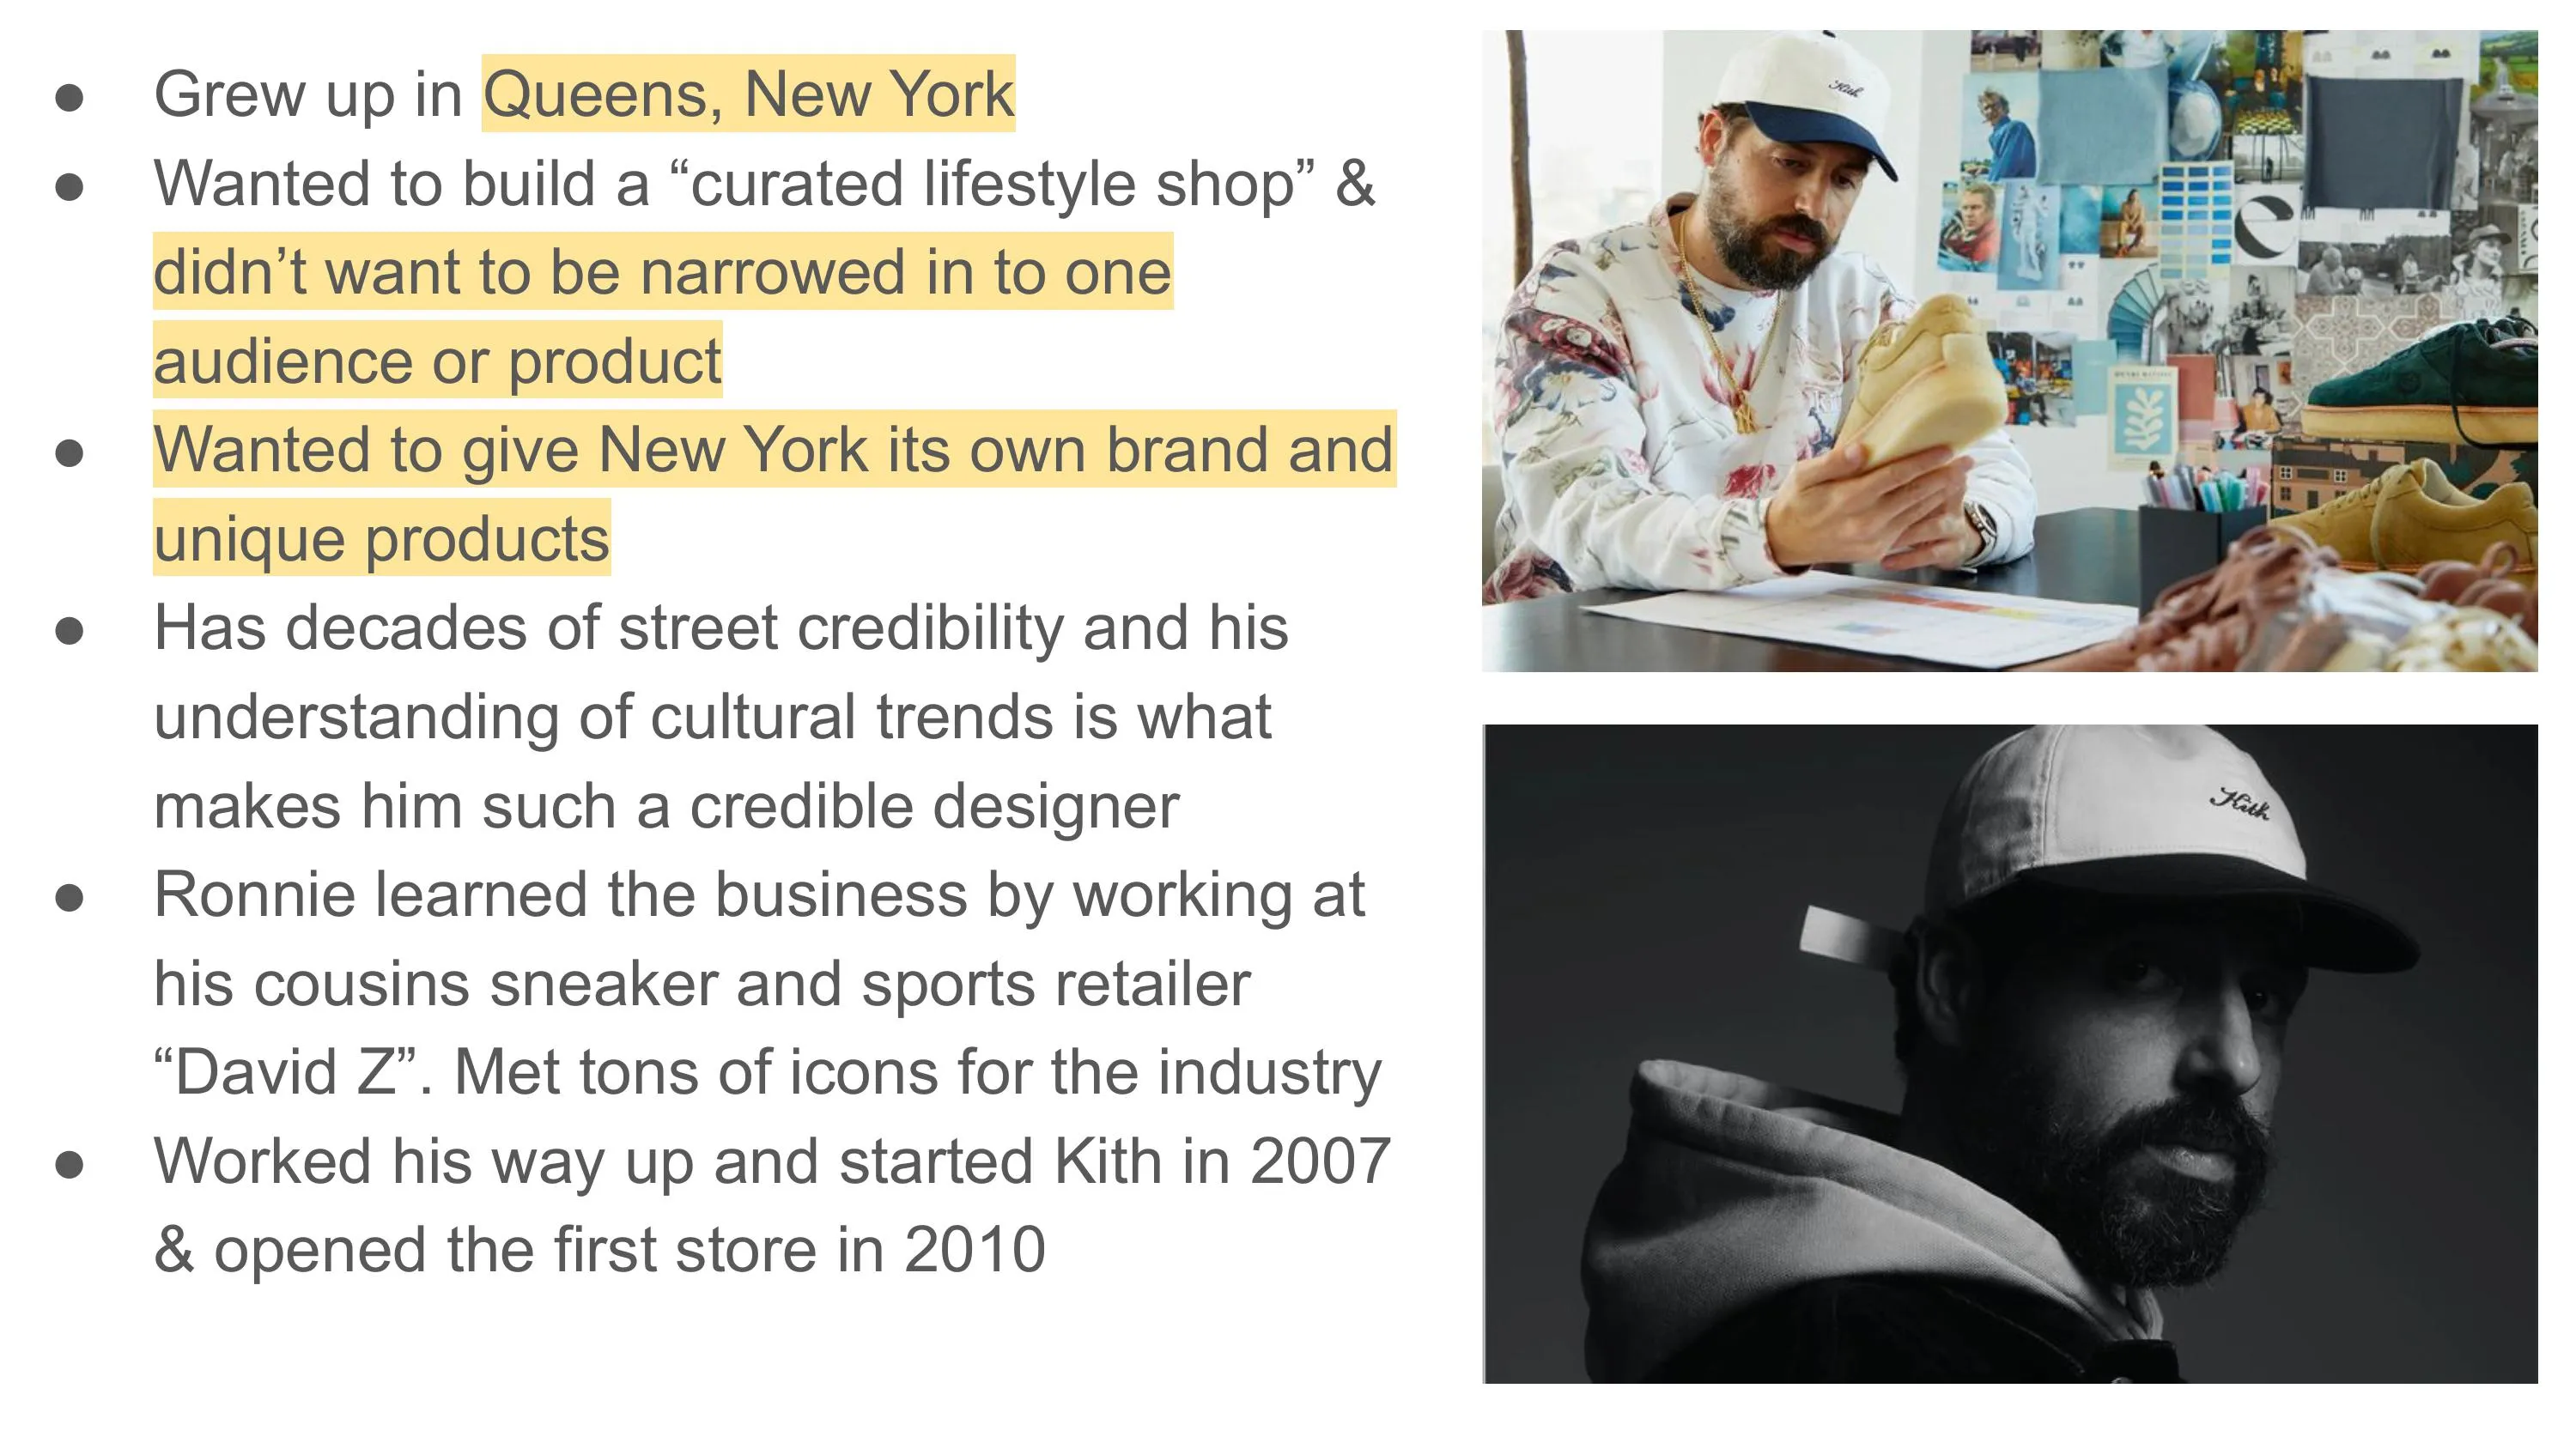 ● Grew up in Queens, New York
● Wanted to build a “curated lifestyle shop” &
didn’t want to be narrowed in to one
audience or product
● Wanted to give New York its own brand and
unique products
● Has decades of street credibility and his
understanding of cultural trends is what
makes him such a credible designer
● Ronnie learned the business by working at
his cousins sneaker and sports retailer
“David Z”. Met tons of icons for the industry
● Worked his way up and started Kith in 2007
& opened the first store in 2010
Kith
Kith